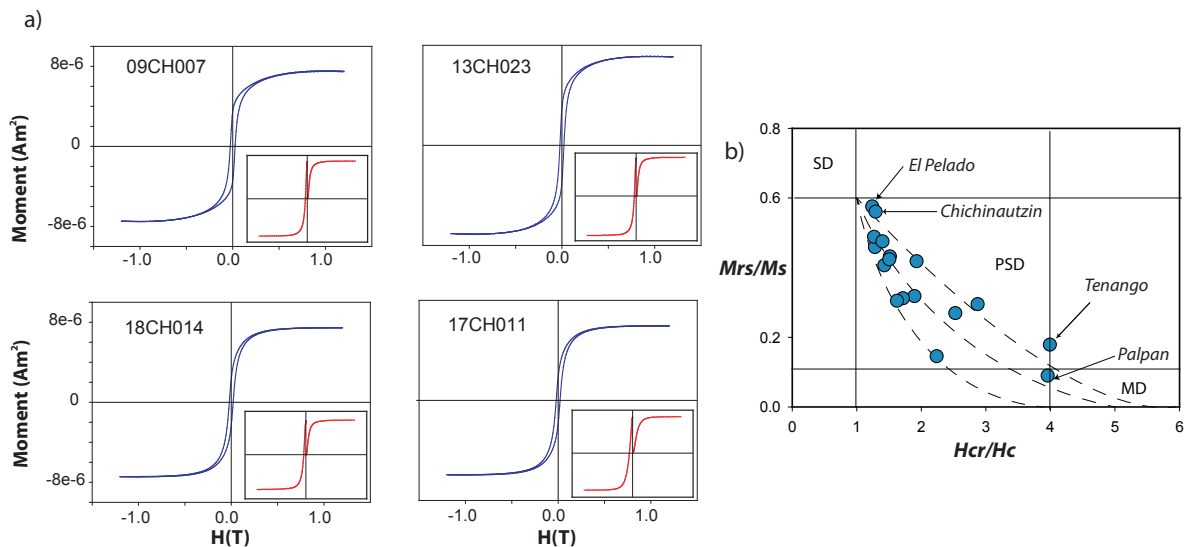 a)
09CH007
8e-6
0
-8e-6
Moment (Am²)
-1.0 0.0 1.0
13CH023
-1.0 0.0 1.0
18CH014
8e-6
0
-8e-6
Moment (Am²)
-1.0 0.0 1.0
H(T)
17CH011
-1.0 0.0 1.0
H(T)
b)
0.8
0.6
0.2
0.0
Mrs/Ms
SD
El Pelado
Chichinautzin
PSD
Tenango
Palpan
MD
0 1 2 3 4 5 6
Hcr/Hc